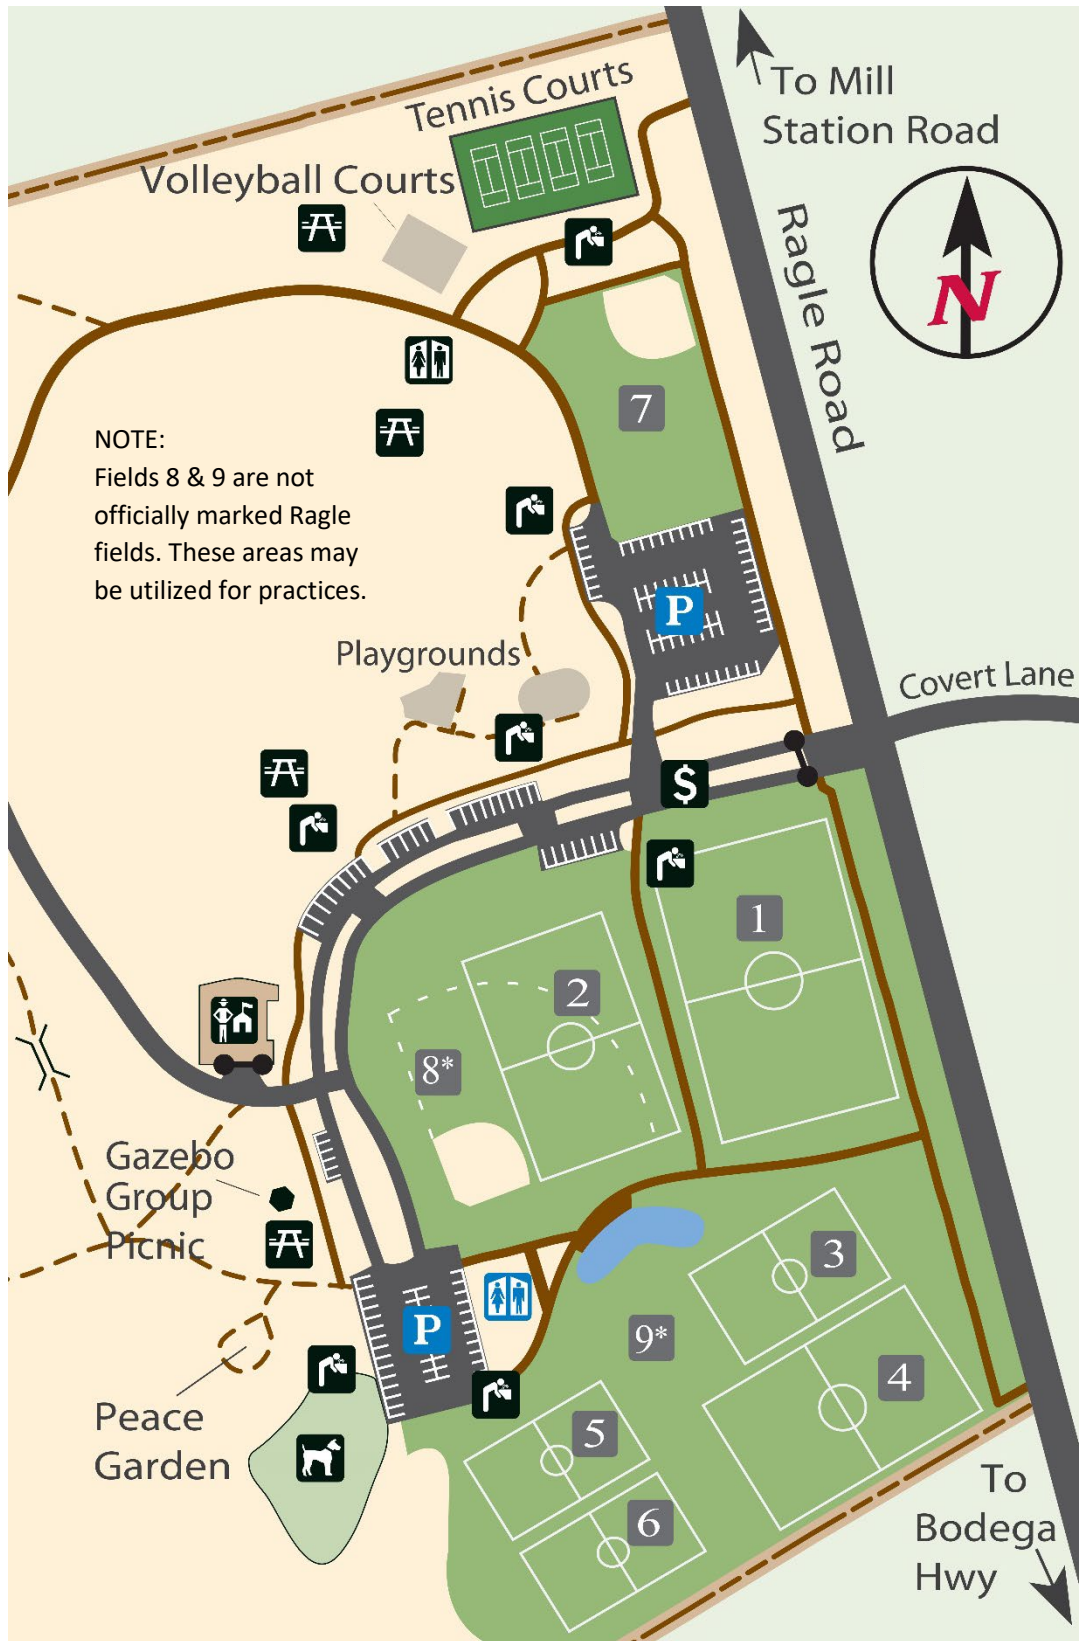 To Mill
Station Road
Tennis Courts
Volleyball Courts
Ragle Road
N
7
NOTE:
Fields 8 & 9 are not
officially marked Ragle
fields. These areas may
be utilized for practices.
P
Playgrounds
Covert Lane
$
1
2
8*
Gazebo
Group
Picnic
3
P
9*
4
Peace
Garden
5
6
To
Bodega
Hwy